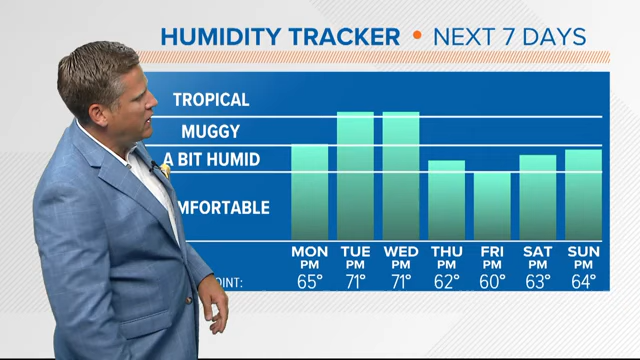 HUMIDITY TRACKER • NEXT 7 DAYS
TROPICAL
MUGGY
A BIT HUMID
MFORTABLE
MON TUE WED THU FRI SAT SUN
PM PM PM PM PM PM PM
OINT: 65° 71° 71° 62° 60° 63° 64°